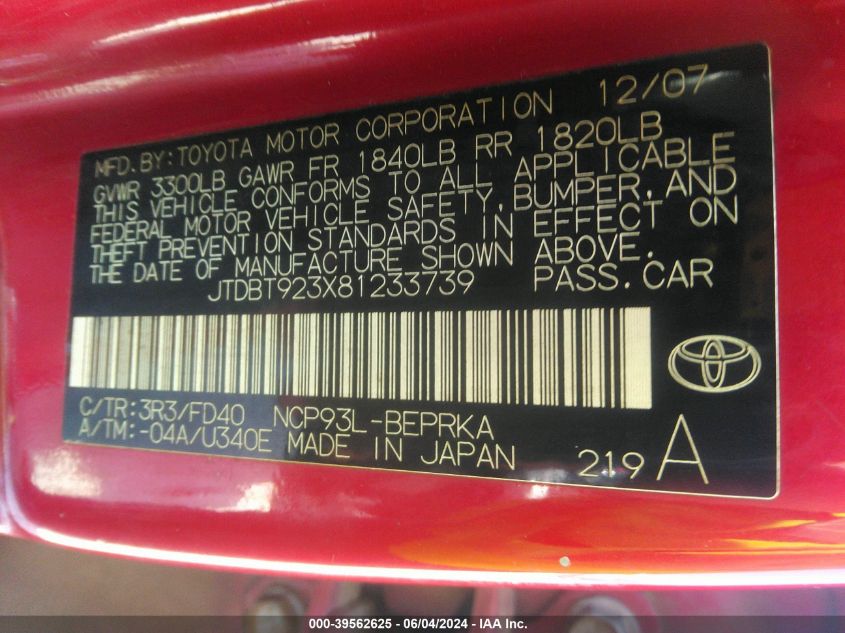 MFD.BY:TOYOTA MOTOR CORPORATION 12/07
GVWR 3300LB GAWR FR 1840LB RR 1820LB
THIS VEHICLE CONFORMS TO ALL APPLICABLE
FEDERAL MOTOR VEHICLE SAFETY,BUMPER,AND
THEFT PREVENTION STANDARDS IN EFFECT ON
THE DATE OF MANUFACTURE SHOWN ABOVE.
JTDBT923X81233739 PASS.CAR
C/TR:3R3/FD40 NCP93L-BEPRKA
A/TM:-04A/U340E MADE IN JAPAN 219 A
000-39562625 - 06/04/2024 - IAA Inc.